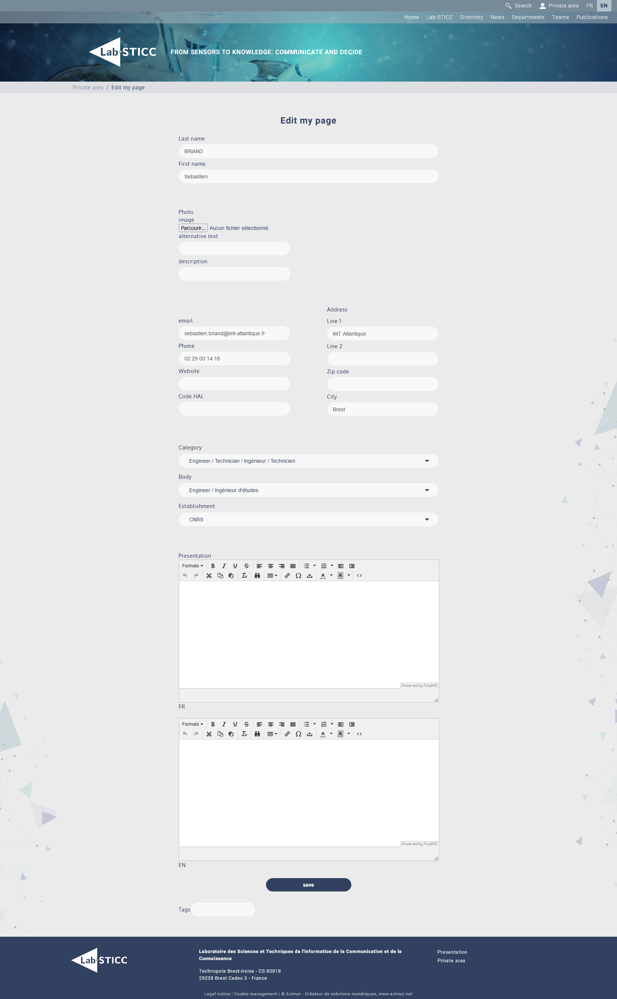 Search Private area FR EN
Home Lab-STICC Directory News Departments Teams Publications
Lab-STICC
FROM SENSORS TO KNOWLEDGE: COMMUNICATE AND DECIDE
Private area / Edit my page
Edit my page
Last name
BRIAND
First name
Sebastien
Photo
image
Parcourir... Aucun fichier sélectionné.
alternative text
description
email
sebastien.briand@imt-atlantique.fr
Phone
02 29 00 14 18
Website
Code HAL
Address
Line 1
IMT Atlantique
Line 2
Zip code
City
Brest
Category
Engineer / Technician / Ingénieur / Technicien
Body
Engineer / Ingénieur d'études
Establishment
CNRS
Presentation
Formats
Powered by TinyMCE
FR
Formats
Powered by TinyMCE
EN
save
Tags
Lab-STICC
Laboratoire des Sciences et Techniques de l'information de la Communication et de la
Connaissance
Technopole Brest-Iroise - CS 83818
29238 Brest Cedex 3 - France
Presentation
Private area
Legal notice | Cookie management | © Azimut - Créateur de solutions numériques, www.azimut.net